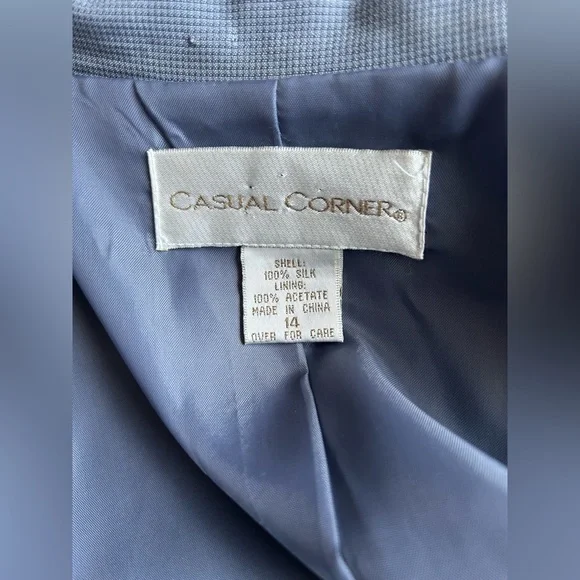 CASUAL CORNER®
SHELL:
100% SILK
LINING:
100% ACETATE
MADE IN CHINA
14
OVER FOR CARE